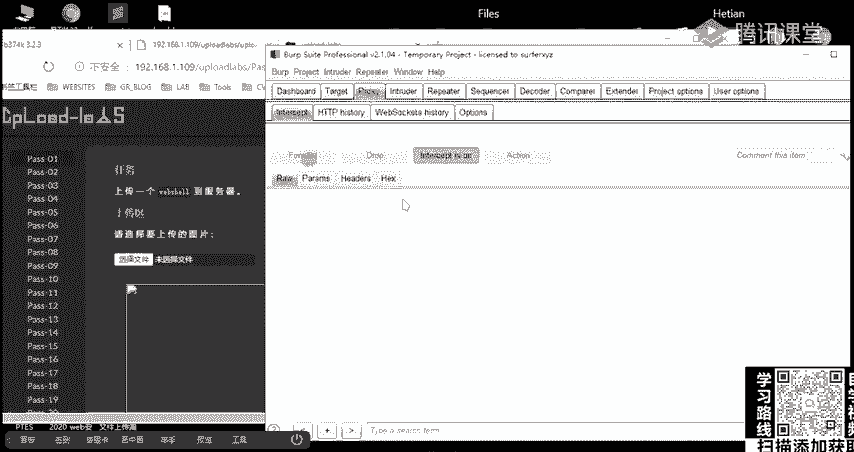 Files
Hetian
腾讯课堂
b374k 3.2.3
192.168.1.109/uploadlabs/uplo
不安全 192.168.1.109/uploadlabs/Pas
WEBSITES
GR_BLOG
Tools
LAB
UpLoad-labs
Pass-01
Pass-02
Pass-03
Pass-04
Pass-05
Pass-06
Pass-07
Pass-08
Pass-09
Pass-10
Pass-11
Pass-12
Pass-13
Pass-14
Pass-15
Pass-16
Pass-17
Pass-18
Pass-19
任务
上传一个 webshell 到服务器。
上传区
请选择要上传的图片：
选择文件 未选择文件
Burp Suite Professional v2.1.04 - Temporary Project - licensed to surferxyz
Burp Project Intruder Repeater Window Help
Dashboard Target Proxy Intruder Repeater Sequencer Decoder Comparer Extender Project options User options
Intercept HTTP history WebSockets history Options
Forward Drop Intercept is on Action Comment this item
Raw Params Headers Hex
< + > Type a search term
PTES 2020 web安 文件上传漏
工具
学习路线
扫描添加获取